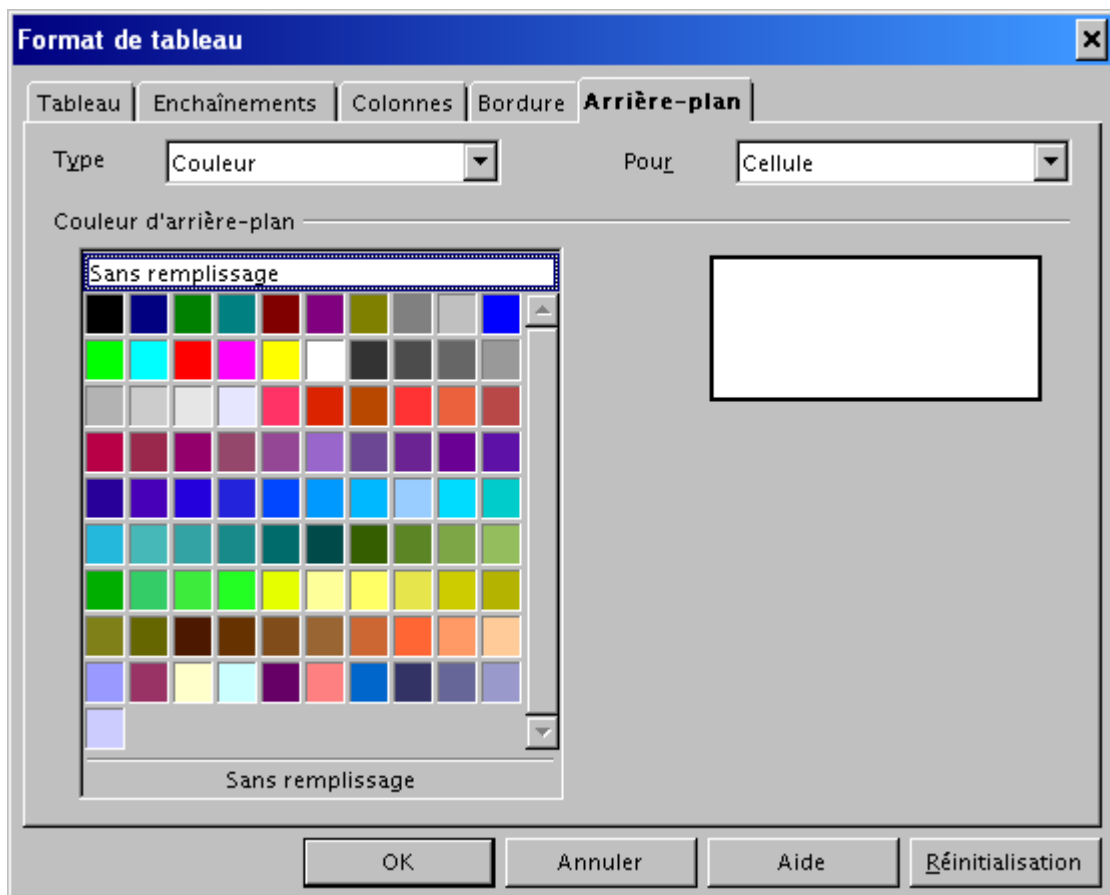 Format de tableau
Tableau Enchaînements Colonnes Bordure Arrière-plan
Type Couleur Pour Cellule
Couleur d'arrière-plan
Sans remplissage
Sans remplissage
OK Annuler Aide Réinitialisation